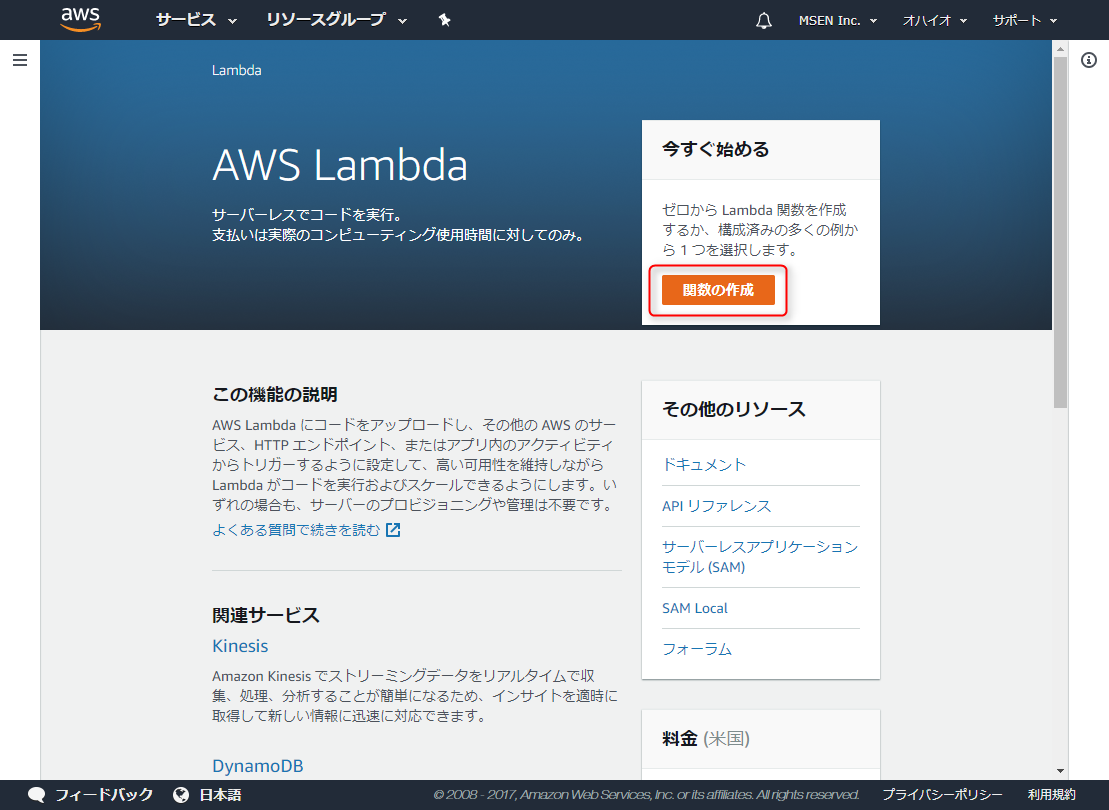 aws サービス リソースグループ MSEN Inc. オハイオ サポート
Lambda
AWS Lambda
サーバーレスでコードを実行。
支払いは実際のコンピューティング使用時間に対してのみ。
今すぐ始める
ゼロから Lambda 関数を作成
するか、構成済みの多くの例か
ら 1 つを選択します。
関数の作成
この機能の説明
AWS Lambda にコードをアップロードし、その他の AWS のサー
ビス、HTTP エンドポイント、またはアプリ内のアクティビティ
からトリガーするように設定して、高い可用性を維持しながら
Lambda がコードを実行およびスケールできるようにします。い
ずれの場合も、サーバーのプロビジョニングや管理は不要です。
よくある質問で続きを読む
関連サービス
Kinesis
Amazon Kinesis でストリーミングデータをリアルタイムで収
集、処理、分析することが簡単になるため、インサイトを適時に
取得して新しい情報に迅速に対応できます。
DynamoDB
その他のリソース
ドキュメント
API リファレンス
サーバーレスアプリケーション
モデル (SAM)
SAM Local
フォーラム
料金 (米国)
フィードバック 日本語 © 2008 - 2017, Amazon Web Services, Inc. or its affiliates. All rights reserved. プライバシーポリシー 利用規約